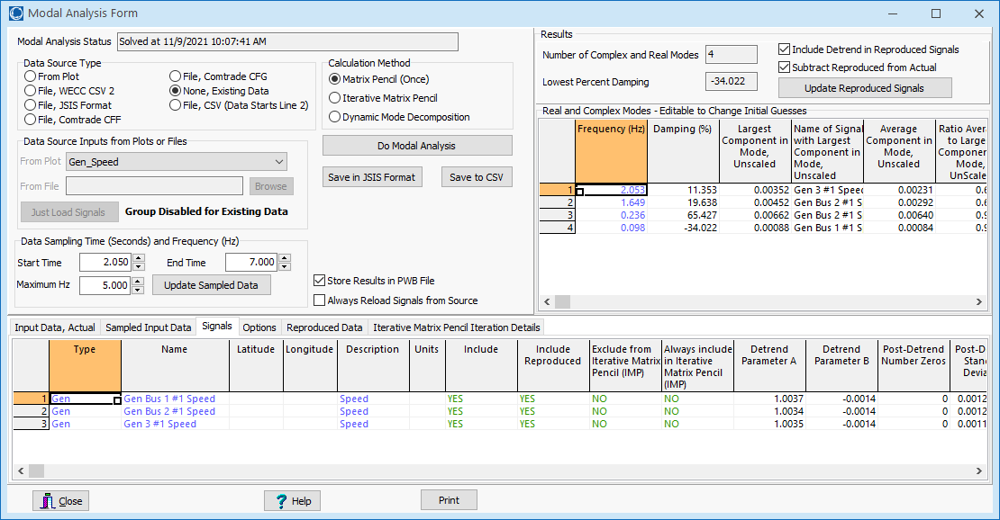 Modal Analysis Form
Modal Analysis Status Solved at 11/9/2021 10:07:41 AM
Data Source Type
From Plot
File, WECC CSV 2
File, JSIS Format
File, Comtrade CFF
File, Comtrade CFG
None, Existing Data
File, CSV (Data Starts Line 2)
Calculation Method
Matrix Pencil (Once)
Iterative Matrix Pencil
Dynamic Mode Decomposition
Data Source Inputs from Plots or Files
From Plot Gen_Speed
From File Browse
Just Load Signals Group Disabled for Existing Data
Do Modal Analysis
Save in JSIS Format Save to CSV
Data Sampling Time (Seconds) and Frequency (Hz)
Start Time 2.050 End Time 7.000
Maximum Hz 5.000 Update Sampled Data
Store Results in PWB File
Always Reload Signals from Source
Results
Number of Complex and Real Modes 4
Lowest Percent Damping -34.022
Include Detrend in Reproduced Signals
Subtract Reproduced from Actual
Update Reproduced Signals
Real and Complex Modes - Editable to Change Initial Guesses
Frequency (Hz) Damping (%) Largest Name of Signal Average Ratio Aver
Component in with Largest Component in to Large
Mode, Component in Mode, Componen
Unscaled Mode, Unscaled Mode,
Unscaled UnScale
1 2.053 11.353 0.00352 Gen 3 #1 Speed 0.00231 0.6
2 1.649 19.638 0.00452 Gen Bus 2 #1 S 0.00292 0.6
3 0.236 65.427 0.00662 Gen Bus 2 #1 S 0.00640 0.9
4 0.098 -34.022 0.00088 Gen Bus 1 #1 S 0.00084 0.9
Input Data, Actual Sampled Input Data Signals Options Reproduced Data Iterative Matrix Pencil Iteration Details
Type Name Latitude Longitude Description Units Include Include Exclude from Always include Detrend Detrend Post-Detrend Post-D
Reproduced Iterative Matrix in Iterative Parameter A Parameter B Number Zeros Stan
Pencil (IMP) Matrix Pencil Devia
(IMP)
1 Gen Gen Bus 1 #1 Speed Speed YES YES NO NO 1.0037 -0.0014 0 0.0012
2 Gen Gen Bus 2 #1 Speed Speed YES YES NO NO 1.0034 -0.0014 0 0.0012
3 Gen Gen 3 #1 Speed Speed YES YES NO NO 1.0035 -0.0014 0 0.0011
Close ? Help Print